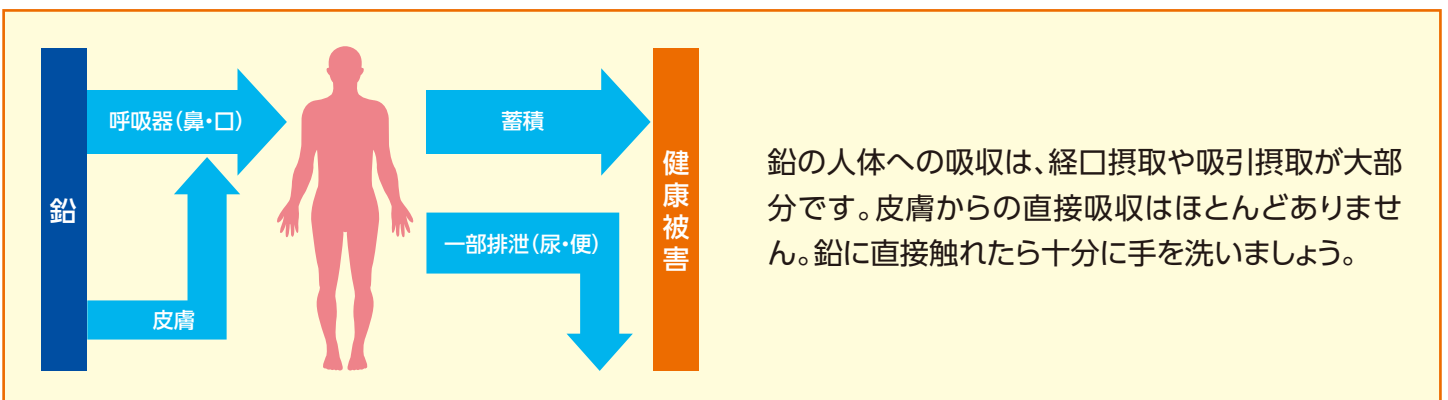 鉛
呼吸器(鼻・口)
皮膚
蓄積
一部排泄(尿・便)
健康被害
鉛の人体への吸収は、経口摂取や吸引摂取が大部
分です。皮膚からの直接吸収はほとんどありませ
ん。鉛に直接触れたら十分に手を洗いましょう。